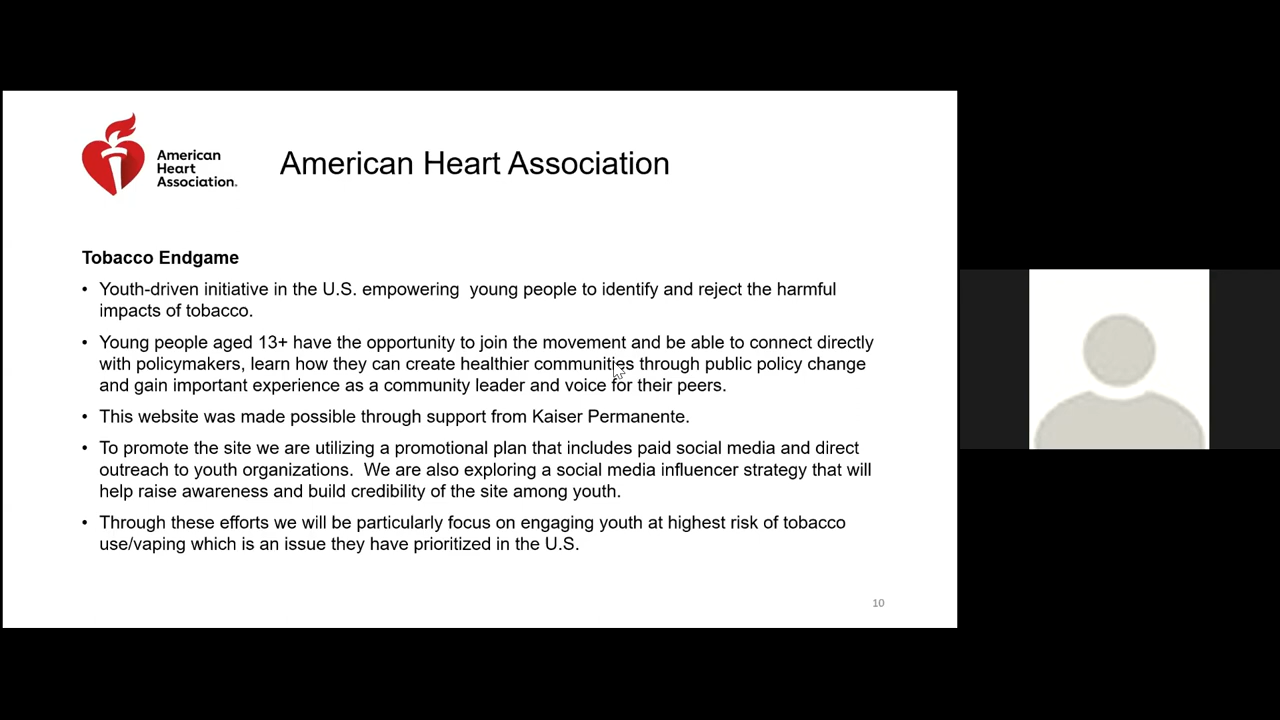 American
Heart
Association.
American Heart Association
Tobacco Endgame
• Youth-driven initiative in the U.S. empowering  young people to identify and reject the harmful
impacts of tobacco.
• Young people aged 13+ have the opportunity to join the movement and be able to connect directly
with policymakers, learn how they can create healthier communities through public policy change
and gain important experience as a community leader and voice for their peers.
• This website was made possible through support from Kaiser Permanente.
• To promote the site we are utilizing a promotional plan that includes paid social media and direct
outreach to youth organizations.  We are also exploring a social media influencer strategy that will
help raise awareness and build credibility of the site among youth.
• Through these efforts we will be particularly focus on engaging youth at highest risk of tobacco
use/vaping which is an issue they have prioritized in the U.S.
10